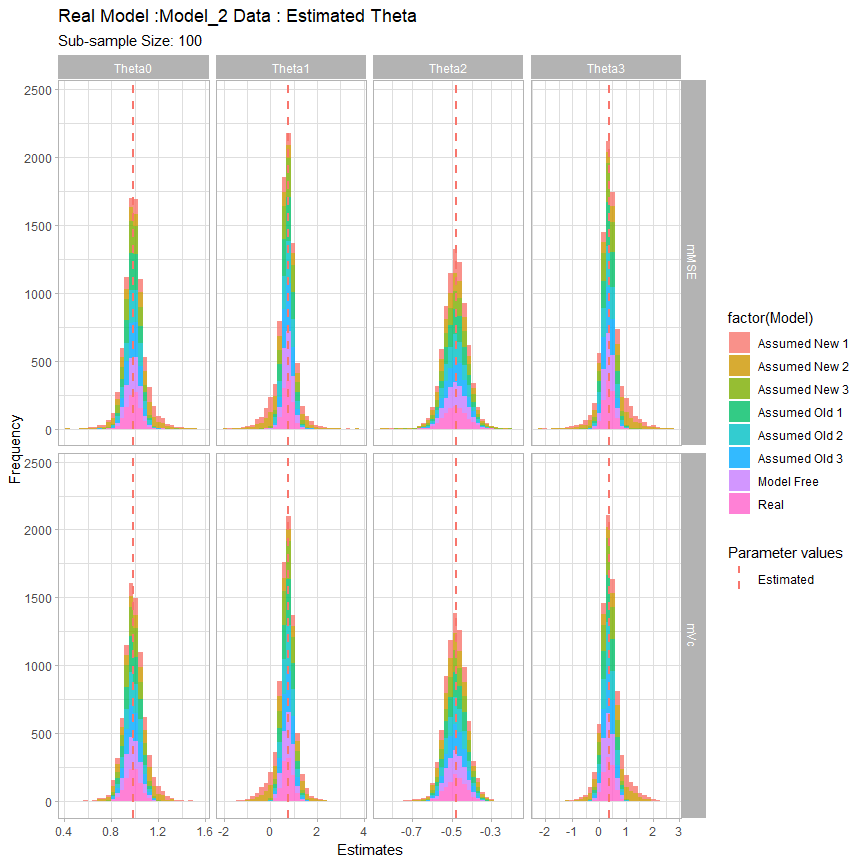 Real Model :Model_2 Data : Estimated Theta
Sub-sample Size: 100
Theta0 Theta1 Theta2 Theta3
2500
2000
1500
1000
500
0
mMSE
2500
2000
1500
1000
500
0
mVc
Frequency
0.4 0.8 1.2 1.6 -2 0 2 4 -0.7 -0.5 -0.3 -2 -1 0 1 2 3
Estimates
factor(Model)
Assumed New 1
Assumed New 2
Assumed New 3
Assumed Old 1
Assumed Old 2
Assumed Old 3
Model Free
Real
Parameter values
Estimated